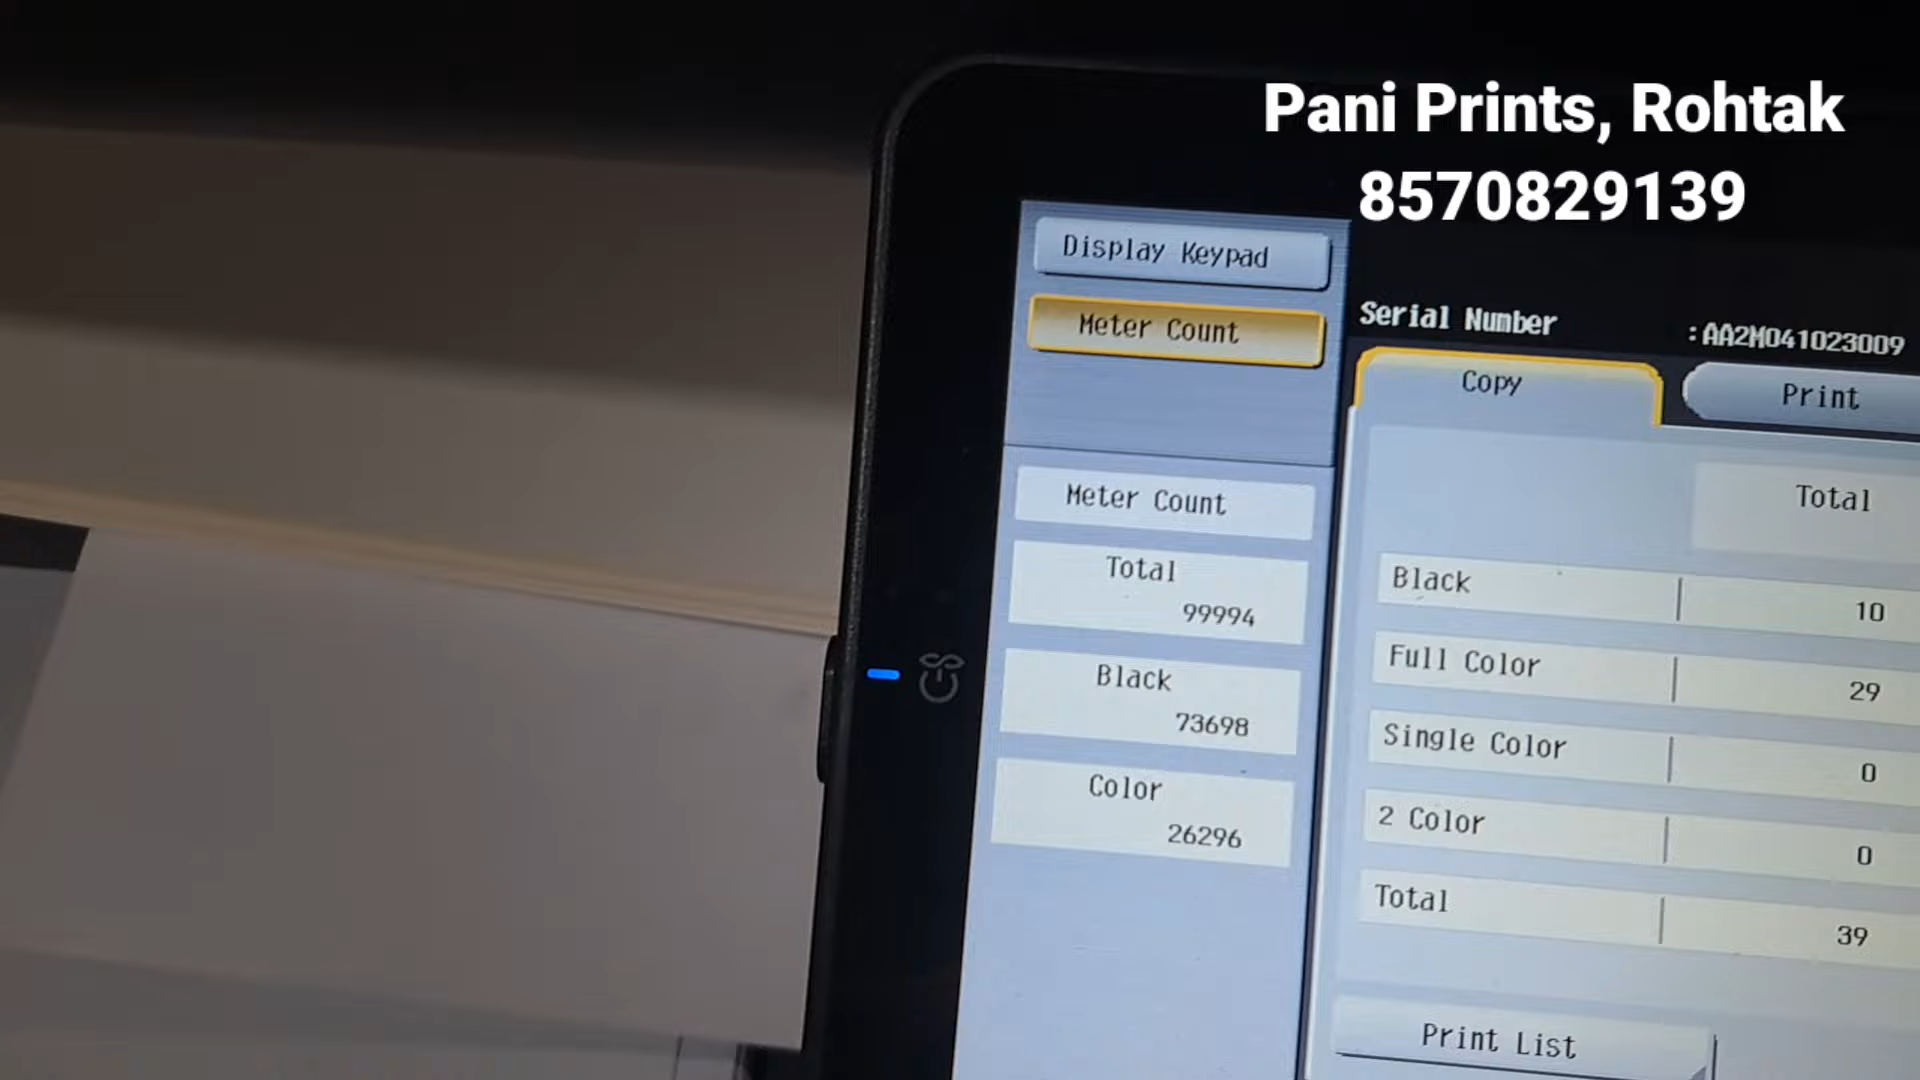 Pani Prints, Rohtak
8570829139
Display Keypad
Meter Count
Serial Number :AA2M041023009
Copy
Print
Meter Count
Total
Total
99994
Black
73698
Color
26296
Black 10
Full Color 29
Single Color 0
2 Color 0
Total 39
Print List